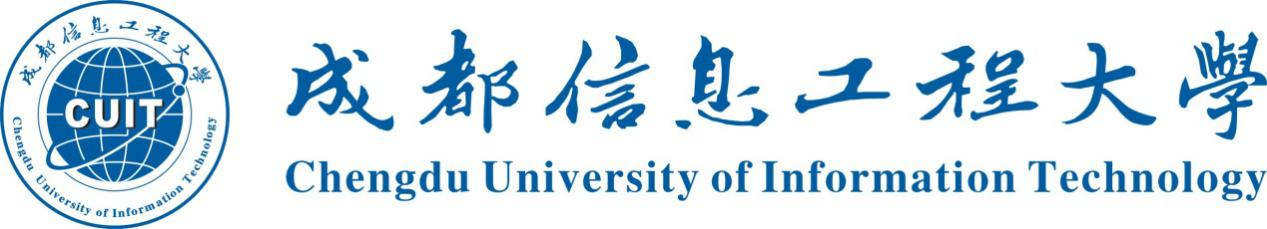 成都信息工程大學
CUIT
Chengdu University of Information Technology
成都信息工程大學
Chengdu University of Information Technology